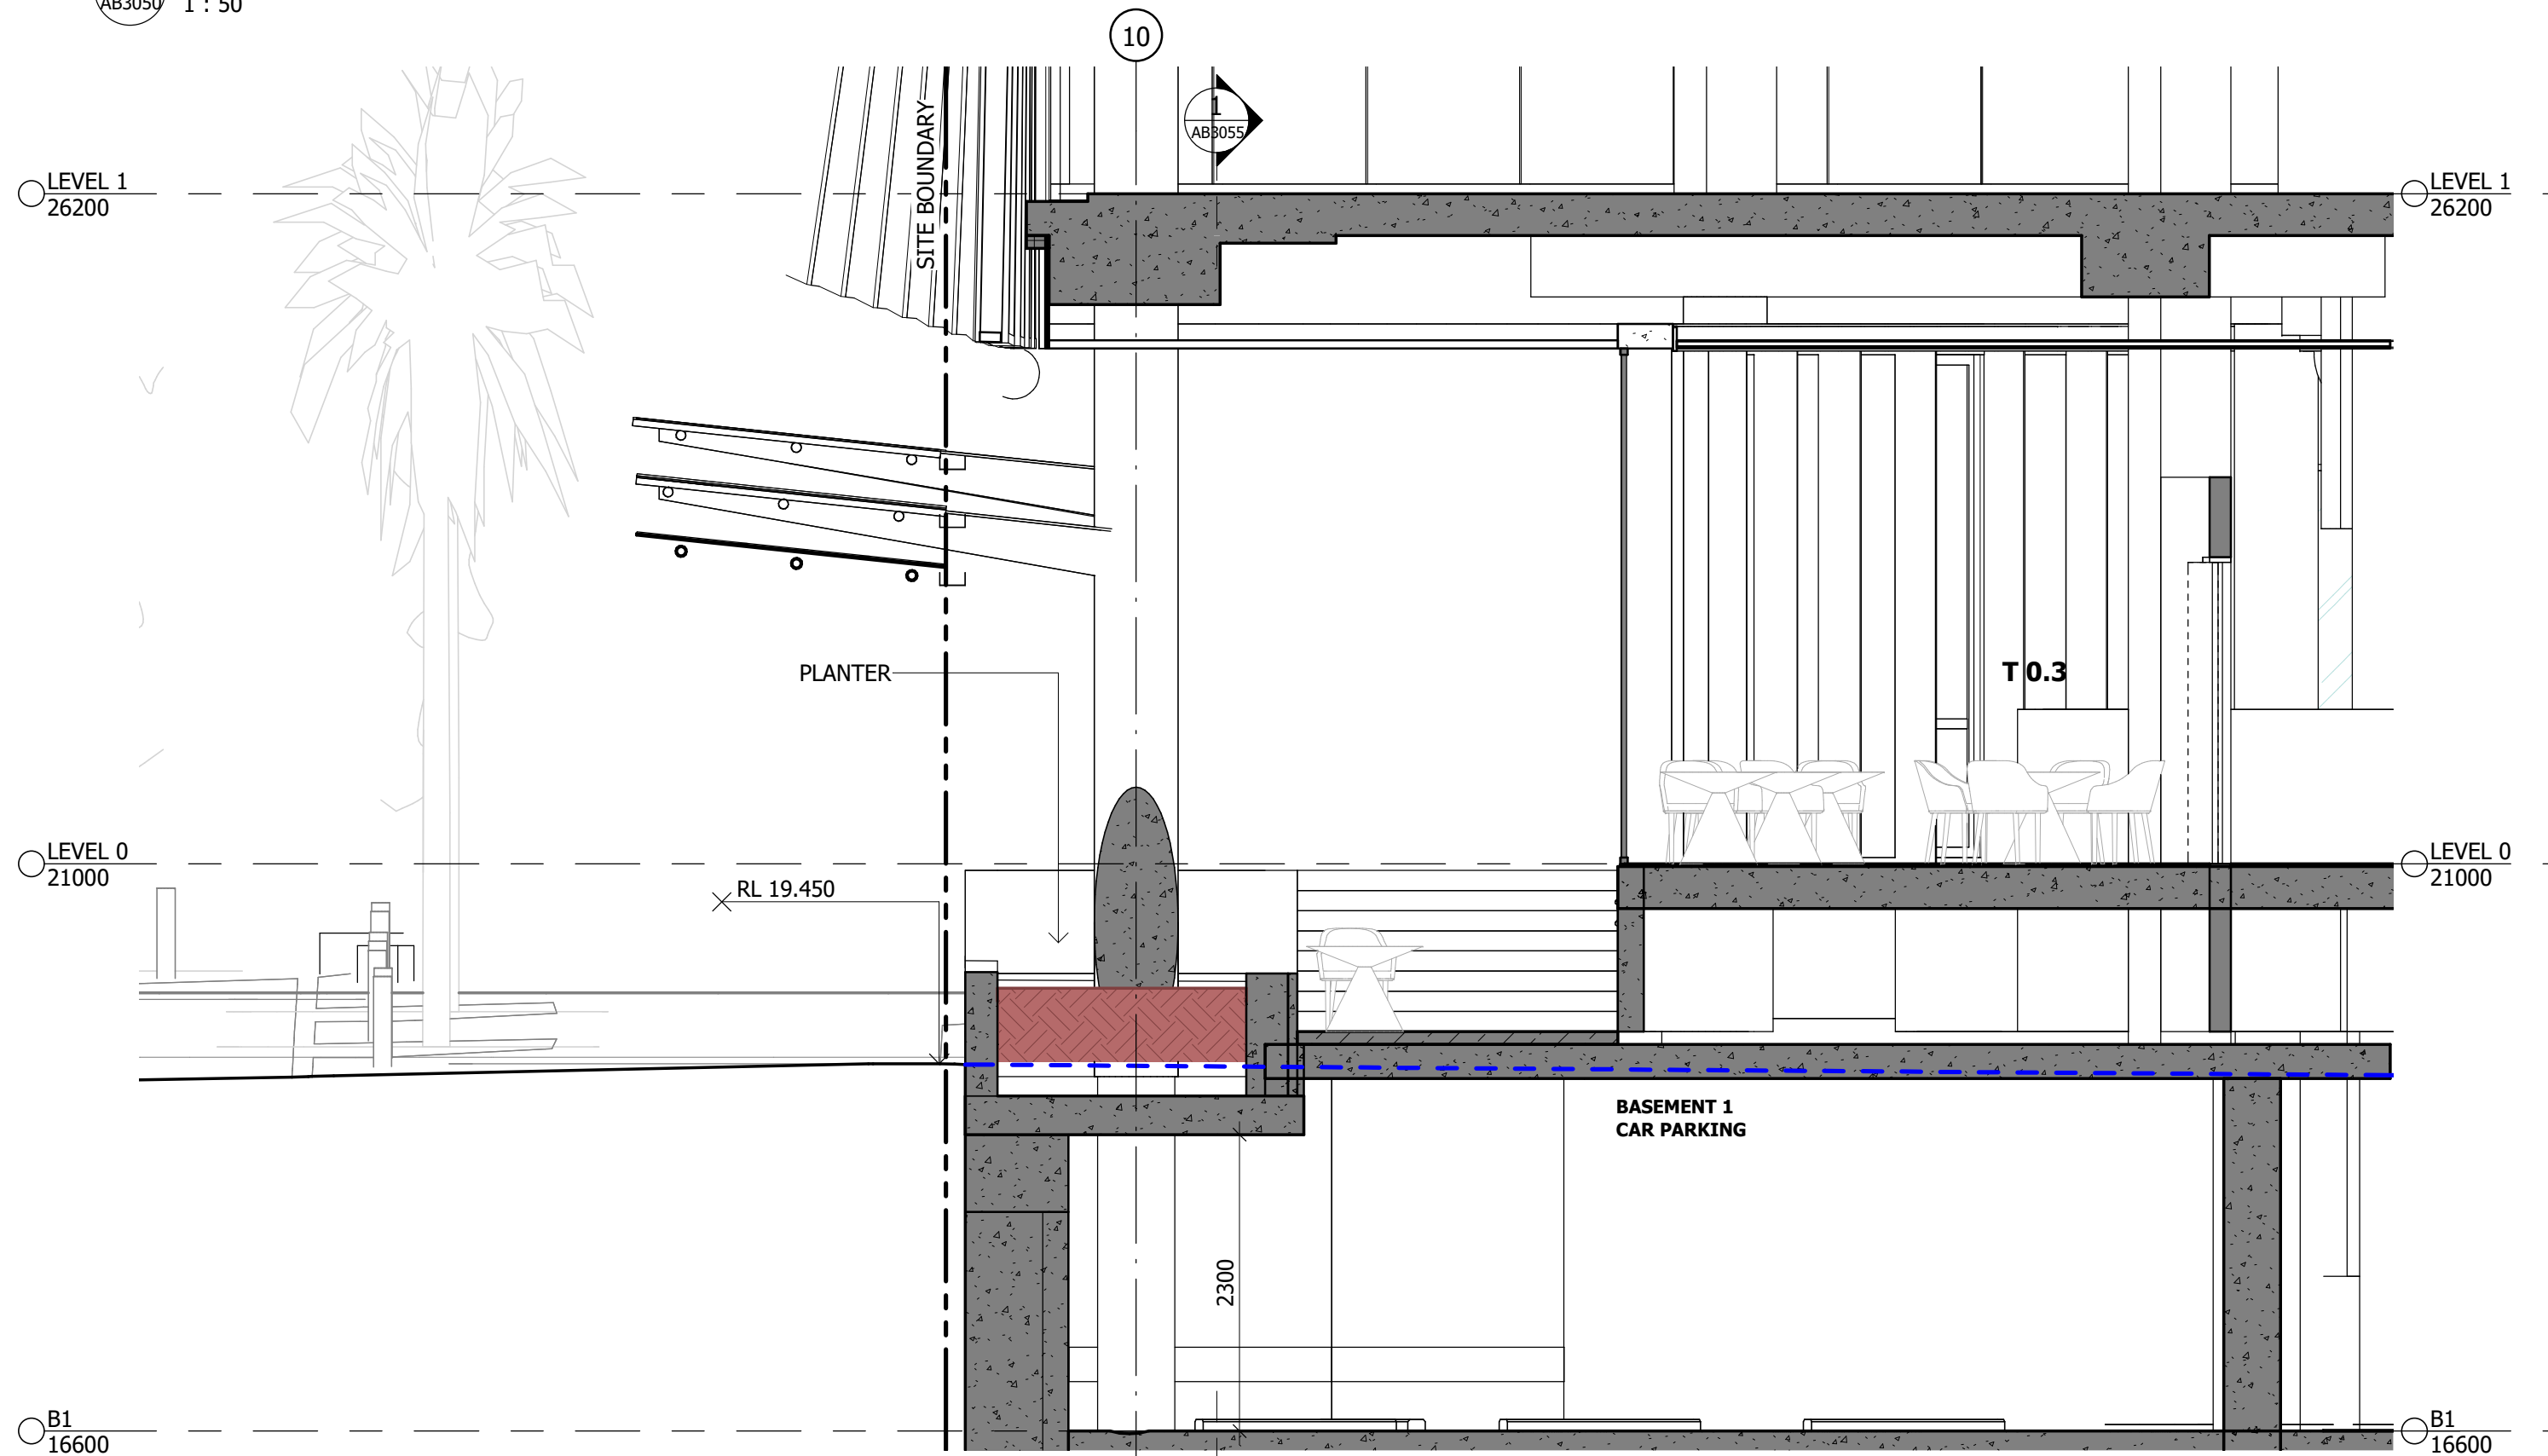 AB3050 1 : 50
10
SITE BOUNDARY
1
AB3055
LEVEL 1
26200
LEVEL 1
26200
PLANTER
T 0.3
LEVEL 0
21000
RL 19.450
LEVEL 0
21000
BASEMENT 1
CAR PARKING
2300
B1
16600
B1
16600